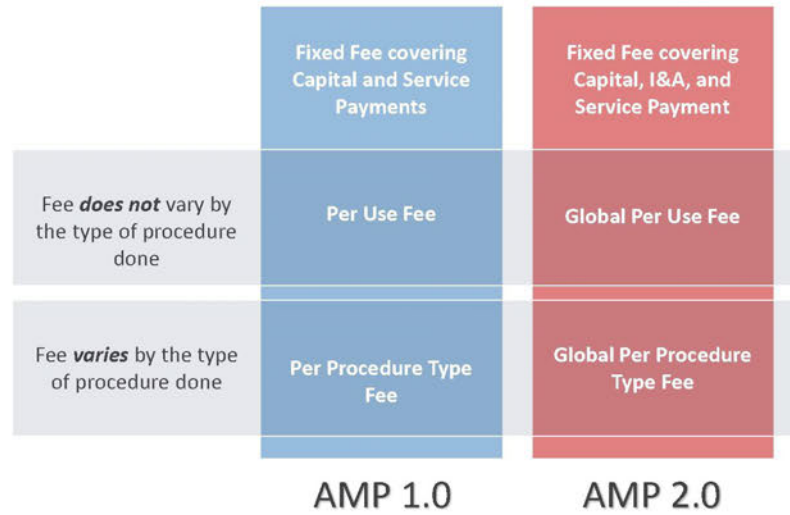 Fixed Fee covering
Capital and Service
Payments
Fixed Fee covering
Capital, I&A, and
Service Payment
Fee does not vary by
the type of procedure
done
Per Use Fee
Global Per Use Fee
Fee varies by the type
of procedure done
Per Procedure Type
Fee
Global Per Procedure
Type Fee
AMP 1.0
AMP 2.0